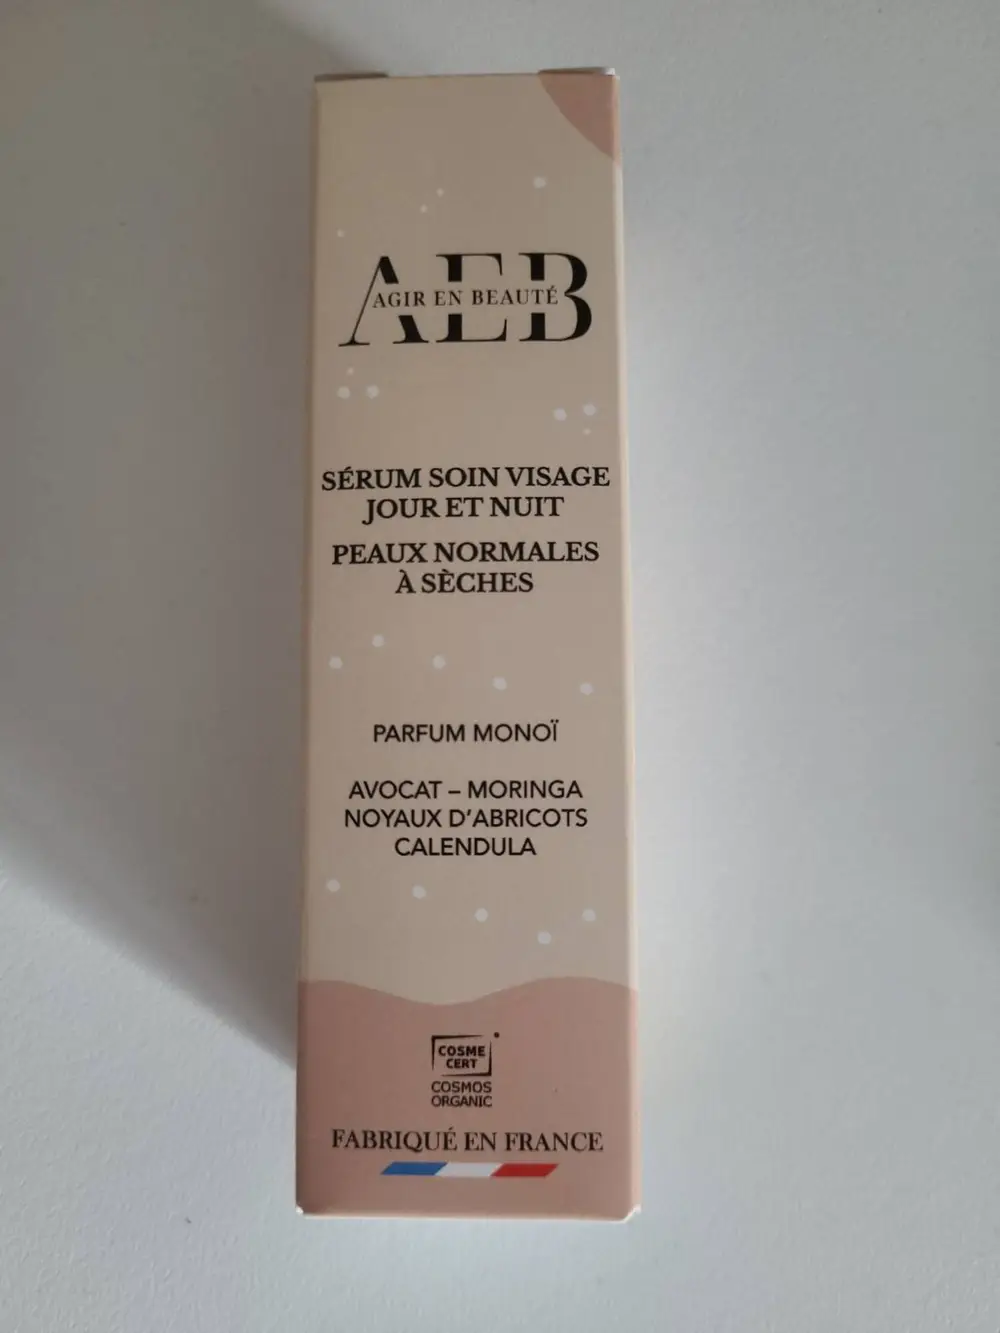 AEB
AGIR EN BEAUTÉ
SÉRUM SOIN VISAGE
JOUR ET NUIT
PEAUX NORMALES
À SÈCHES
PARFUM MONOÏ
AVOCAT – MORINGA
NOYAUX D'ABRICOTS
CALENDULA
COSME
CERT
COSMOS
ORGANIC
FABRIQUÉ EN FRANCE